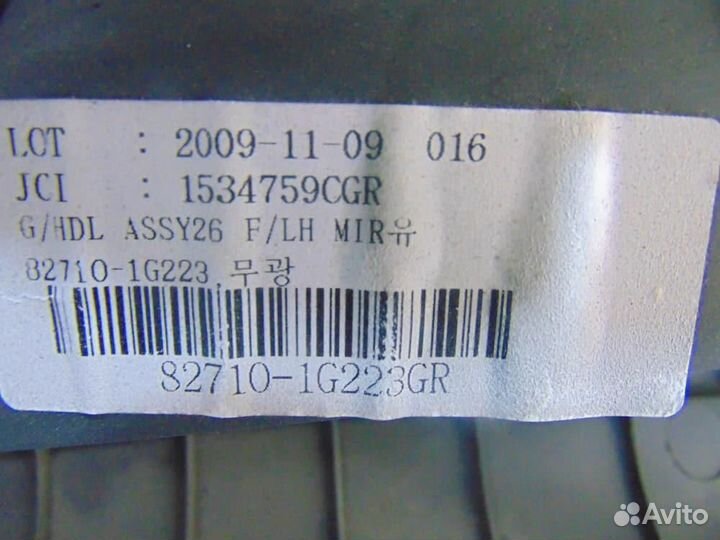 LOT : 2009-11-09 016
JCI : 1534759CGR
G/HDL ASSY26 F/LH MIR유
82710-1G223 무광
82710-1G223GR
Avito